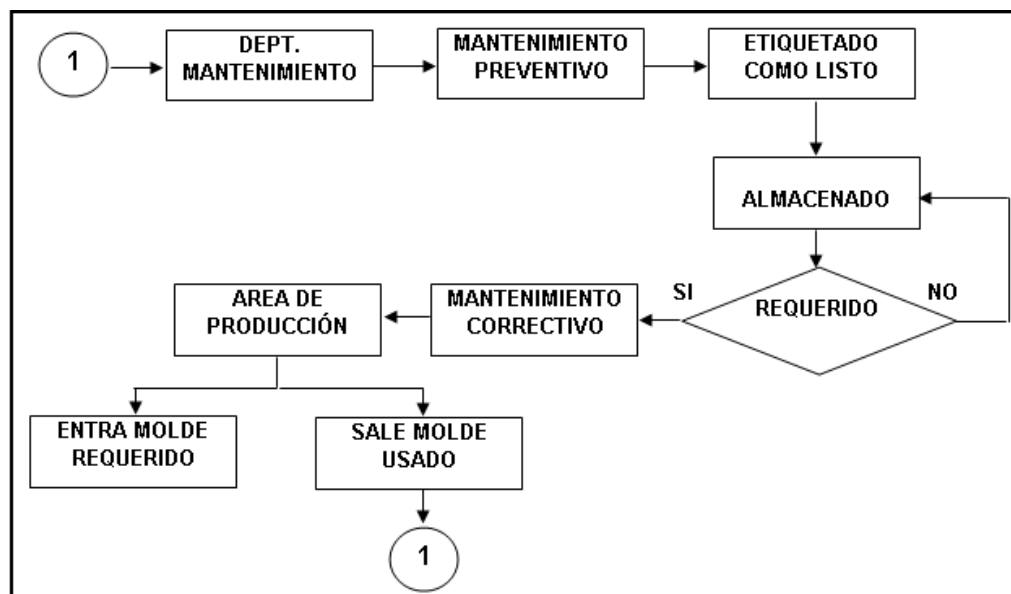 1
DEPT.
MANTENIMIENTO
MANTENIMIENTO
PREVENTIVO
ETIQUETADO
COMO LISTO
ALMACENADO
REQUERIDO
SI
NO
MANTENIMIENTO
CORRECTIVO
AREA DE
PRODUCCIÓN
ENTRA MOLDE
REQUERIDO
SALE MOLDE
USADO
1